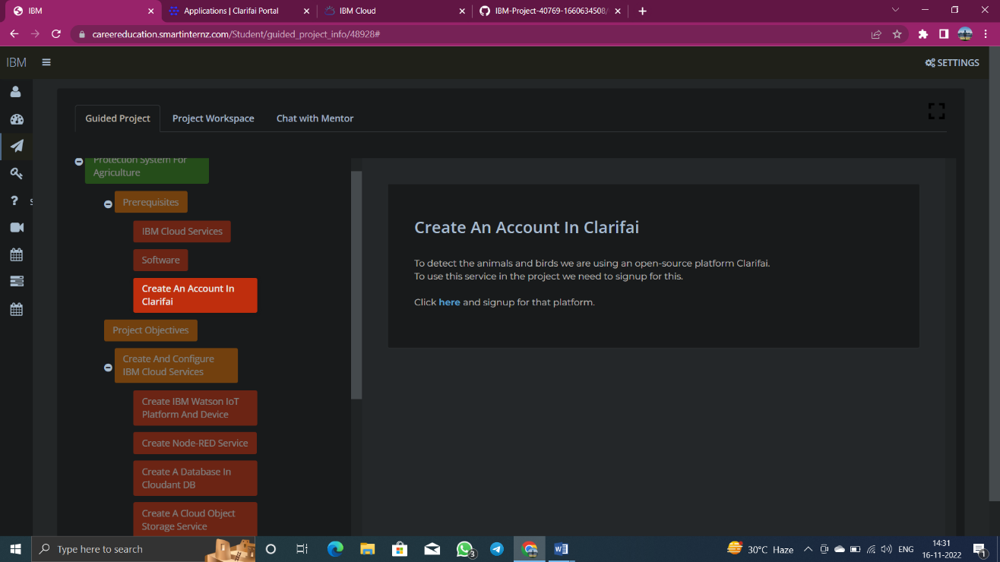 IBM
Applications | Clarifai Portal
IBM Cloud
IBM-Project-40769-1660634508/
careereducation.smartinternz.com/Student/guided_project_info/48928#
IBM
SETTINGS
Guided Project
Project Workspace
Chat with Mentor
Protection System For
Agriculture
Prerequisites
IBM Cloud Services
Software
Create An Account In
Clarifai
Project Objectives
Create And Configure
IBM Cloud Services
Create IBM Watson IoT
Platform And Device
Create Node-RED Service
Create A Database In
Cloudant DB
Create A Cloud Object
Storage Service
Create An Account In Clarifai
To detect the animals and birds we are using an open-source platform Clarifai.
To use this service in the project we need to signup for this.
Click here and signup for that platform.
Type here to search
3
30°C Haze
ENG
14:31
16-11-2022
1